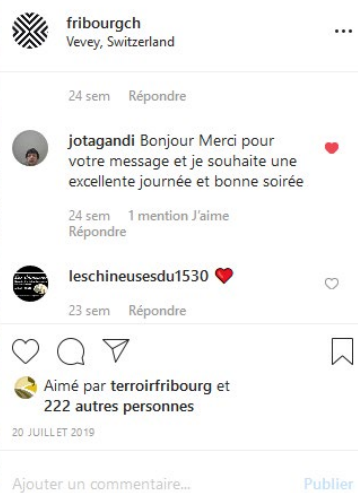 fribourgch
Vevey, Switzerland
24 sem Répondre
jotagandi Bonjour Merci pour
votre message et je souhaite une
excellente journée et bonne soirée
24 sem 1 mention J'aime
Répondre
leschineusesdu1530 ❤
23 sem Répondre
Aimé par terroirfribourg et
222 autres personnes
20 JUILLET 2019
Ajouter un commentaire... Publier